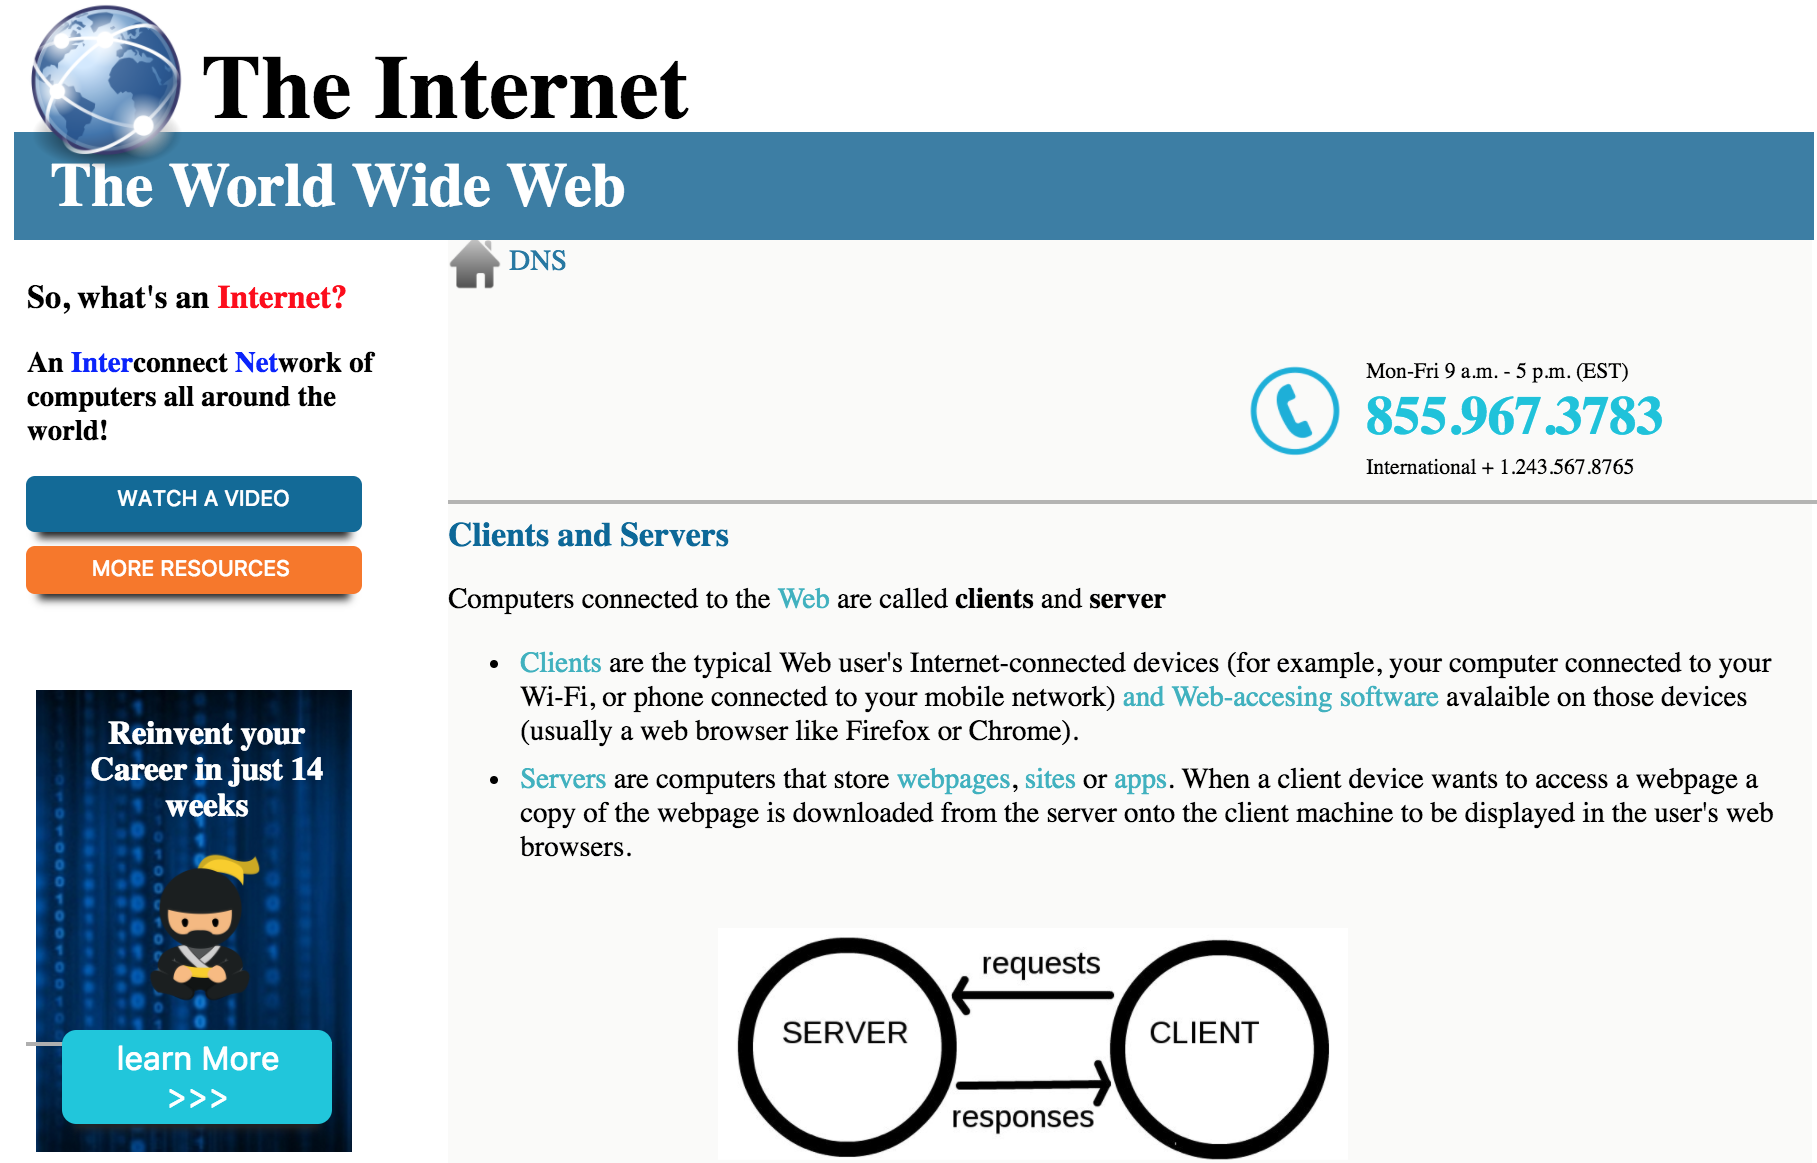 The Internet
The World Wide Web
DNS
So, what's an Internet?
An Interconnect Network of
computers all around the
world!
WATCH A VIDEO
MORE RESOURCES
Reinvent your
Career in just 14
weeks
learn More
>>>
Mon-Fri 9 a.m. - 5 p.m. (EST)
855.967.3783
International + 1.243.567.8765
Clients and Servers
Computers connected to the Web are called clients and server
• Clients are the typical Web user's Internet-connected devices (for example, your computer connected to your
Wi-Fi, or phone connected to your mobile network) and Web-accesing software avalaible on those devices
(usually a web browser like Firefox or Chrome).
• Servers are computers that store webpages, sites or apps. When a client device wants to access a webpage a
copy of the webpage is downloaded from the server onto the client machine to be displayed in the user's web
browsers.
requests
SERVER
CLIENT
responses